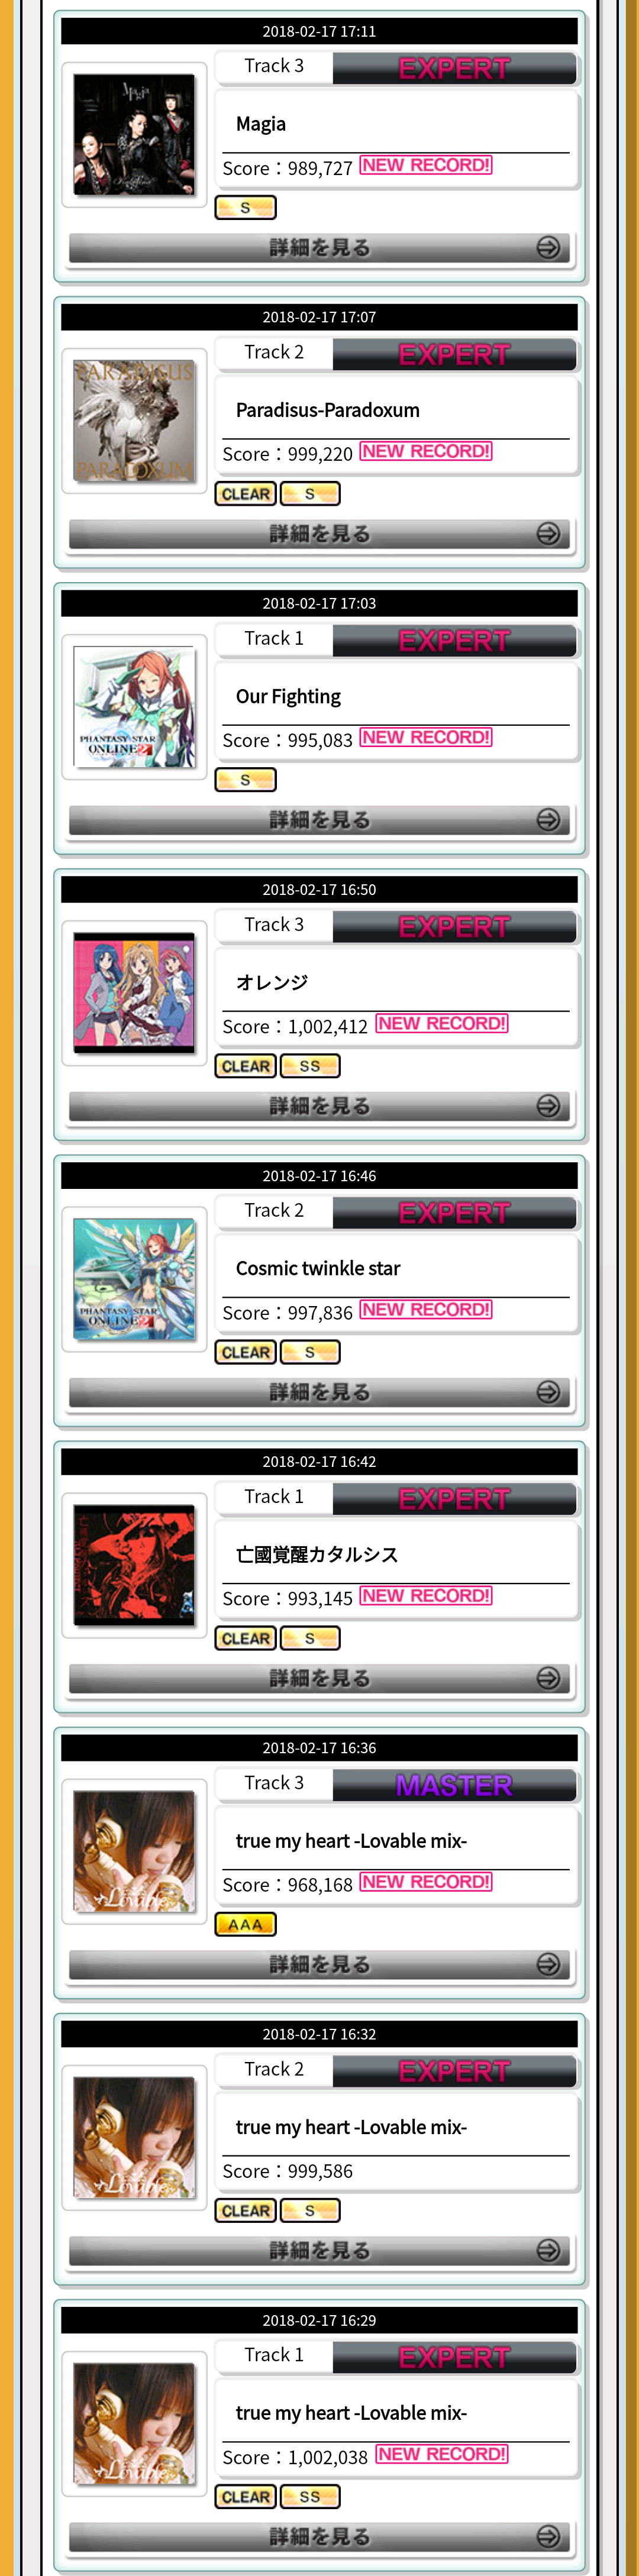 2018-02-17 17:11
Track 3 EXPERT
Magia
Magia
Score：989,727 NEW RECORD!
S
詳細を見る
2018-02-17 17:07
Track 2 EXPERT
PARADISUS
PARADOXUM
Paradisus-Paradoxum
Score：999,220 NEW RECORD!
CLEAR S
詳細を見る
2018-02-17 17:03
Track 1 EXPERT
Our Fighting
PHANTASY STAR
ONLINE 2
Score：995,083 NEW RECORD!
S
詳細を見る
2018-02-17 16:50
Track 3 EXPERT
オレンジ
Score：1,002,412 NEW RECORD!
CLEAR SS
詳細を見る
2018-02-17 16:46
Track 2 EXPERT
Cosmic twinkle star
PHANTASY STAR
ONLINE 2
Score：997,836 NEW RECORD!
CLEAR S
詳細を見る
2018-02-17 16:42
Track 1 EXPERT
亡國覚醒カタルシス
Score：993,145 NEW RECORD!
CLEAR S
詳細を見る
2018-02-17 16:36
Track 3 MASTER
true my heart -Lovable mix-
Lovable
Score：968,168 NEW RECORD!
AAA
詳細を見る
2018-02-17 16:32
Track 2 EXPERT
true my heart -Lovable mix-
Lovable
Score：999,586
CLEAR S
詳細を見る
2018-02-17 16:29
Track 1 EXPERT
true my heart -Lovable mix-
Lovable
Score：1,002,038 NEW RECORD!
CLEAR SS
詳細を見る